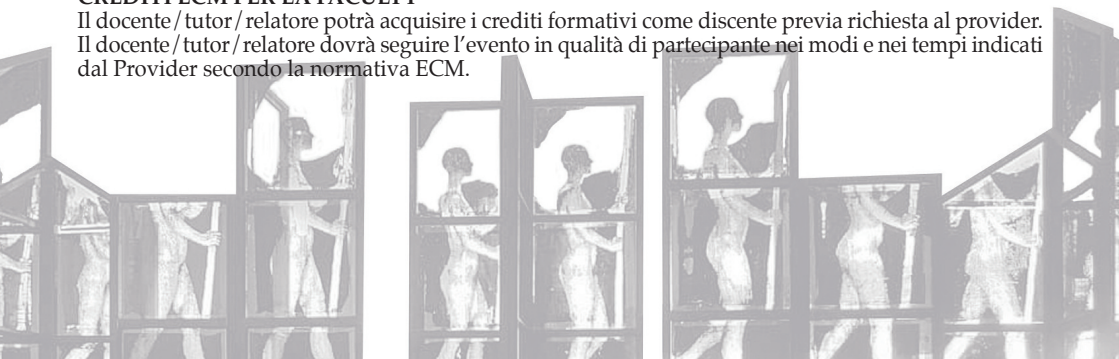 CREDITI ECM PER LA FACULTY
Il docente/tutor/relatore potrà acquisire i crediti formativi come discente previa richiesta al provider.
Il docente/tutor/relatore dovrà seguire l’evento in qualità di partecipante nei modi e nei tempi indicati
dal Provider secondo la normativa ECM.